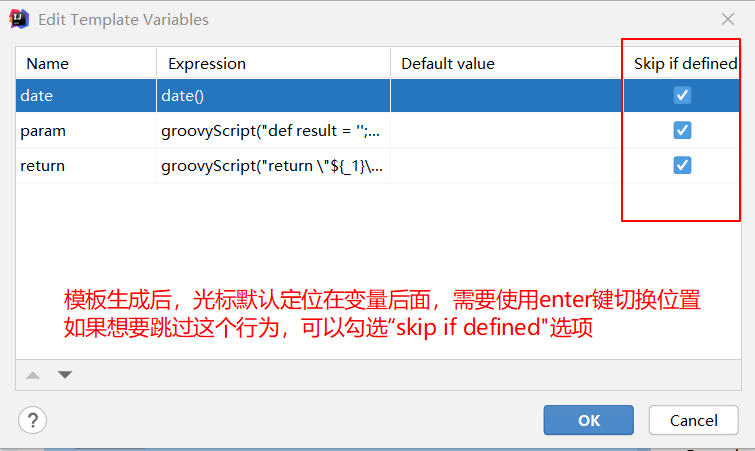 Edit Template Variables
Name Expression Default value Skip if defined
date date()
param groovyScript("def result = '';...
return groovyScript("return \"${_1}\...
模板生成后，光标默认定位在变量后面，需要使用enter键切换位置
如果想要跳过这个行为，可以勾选“skip if defined"选项
? OK Cancel